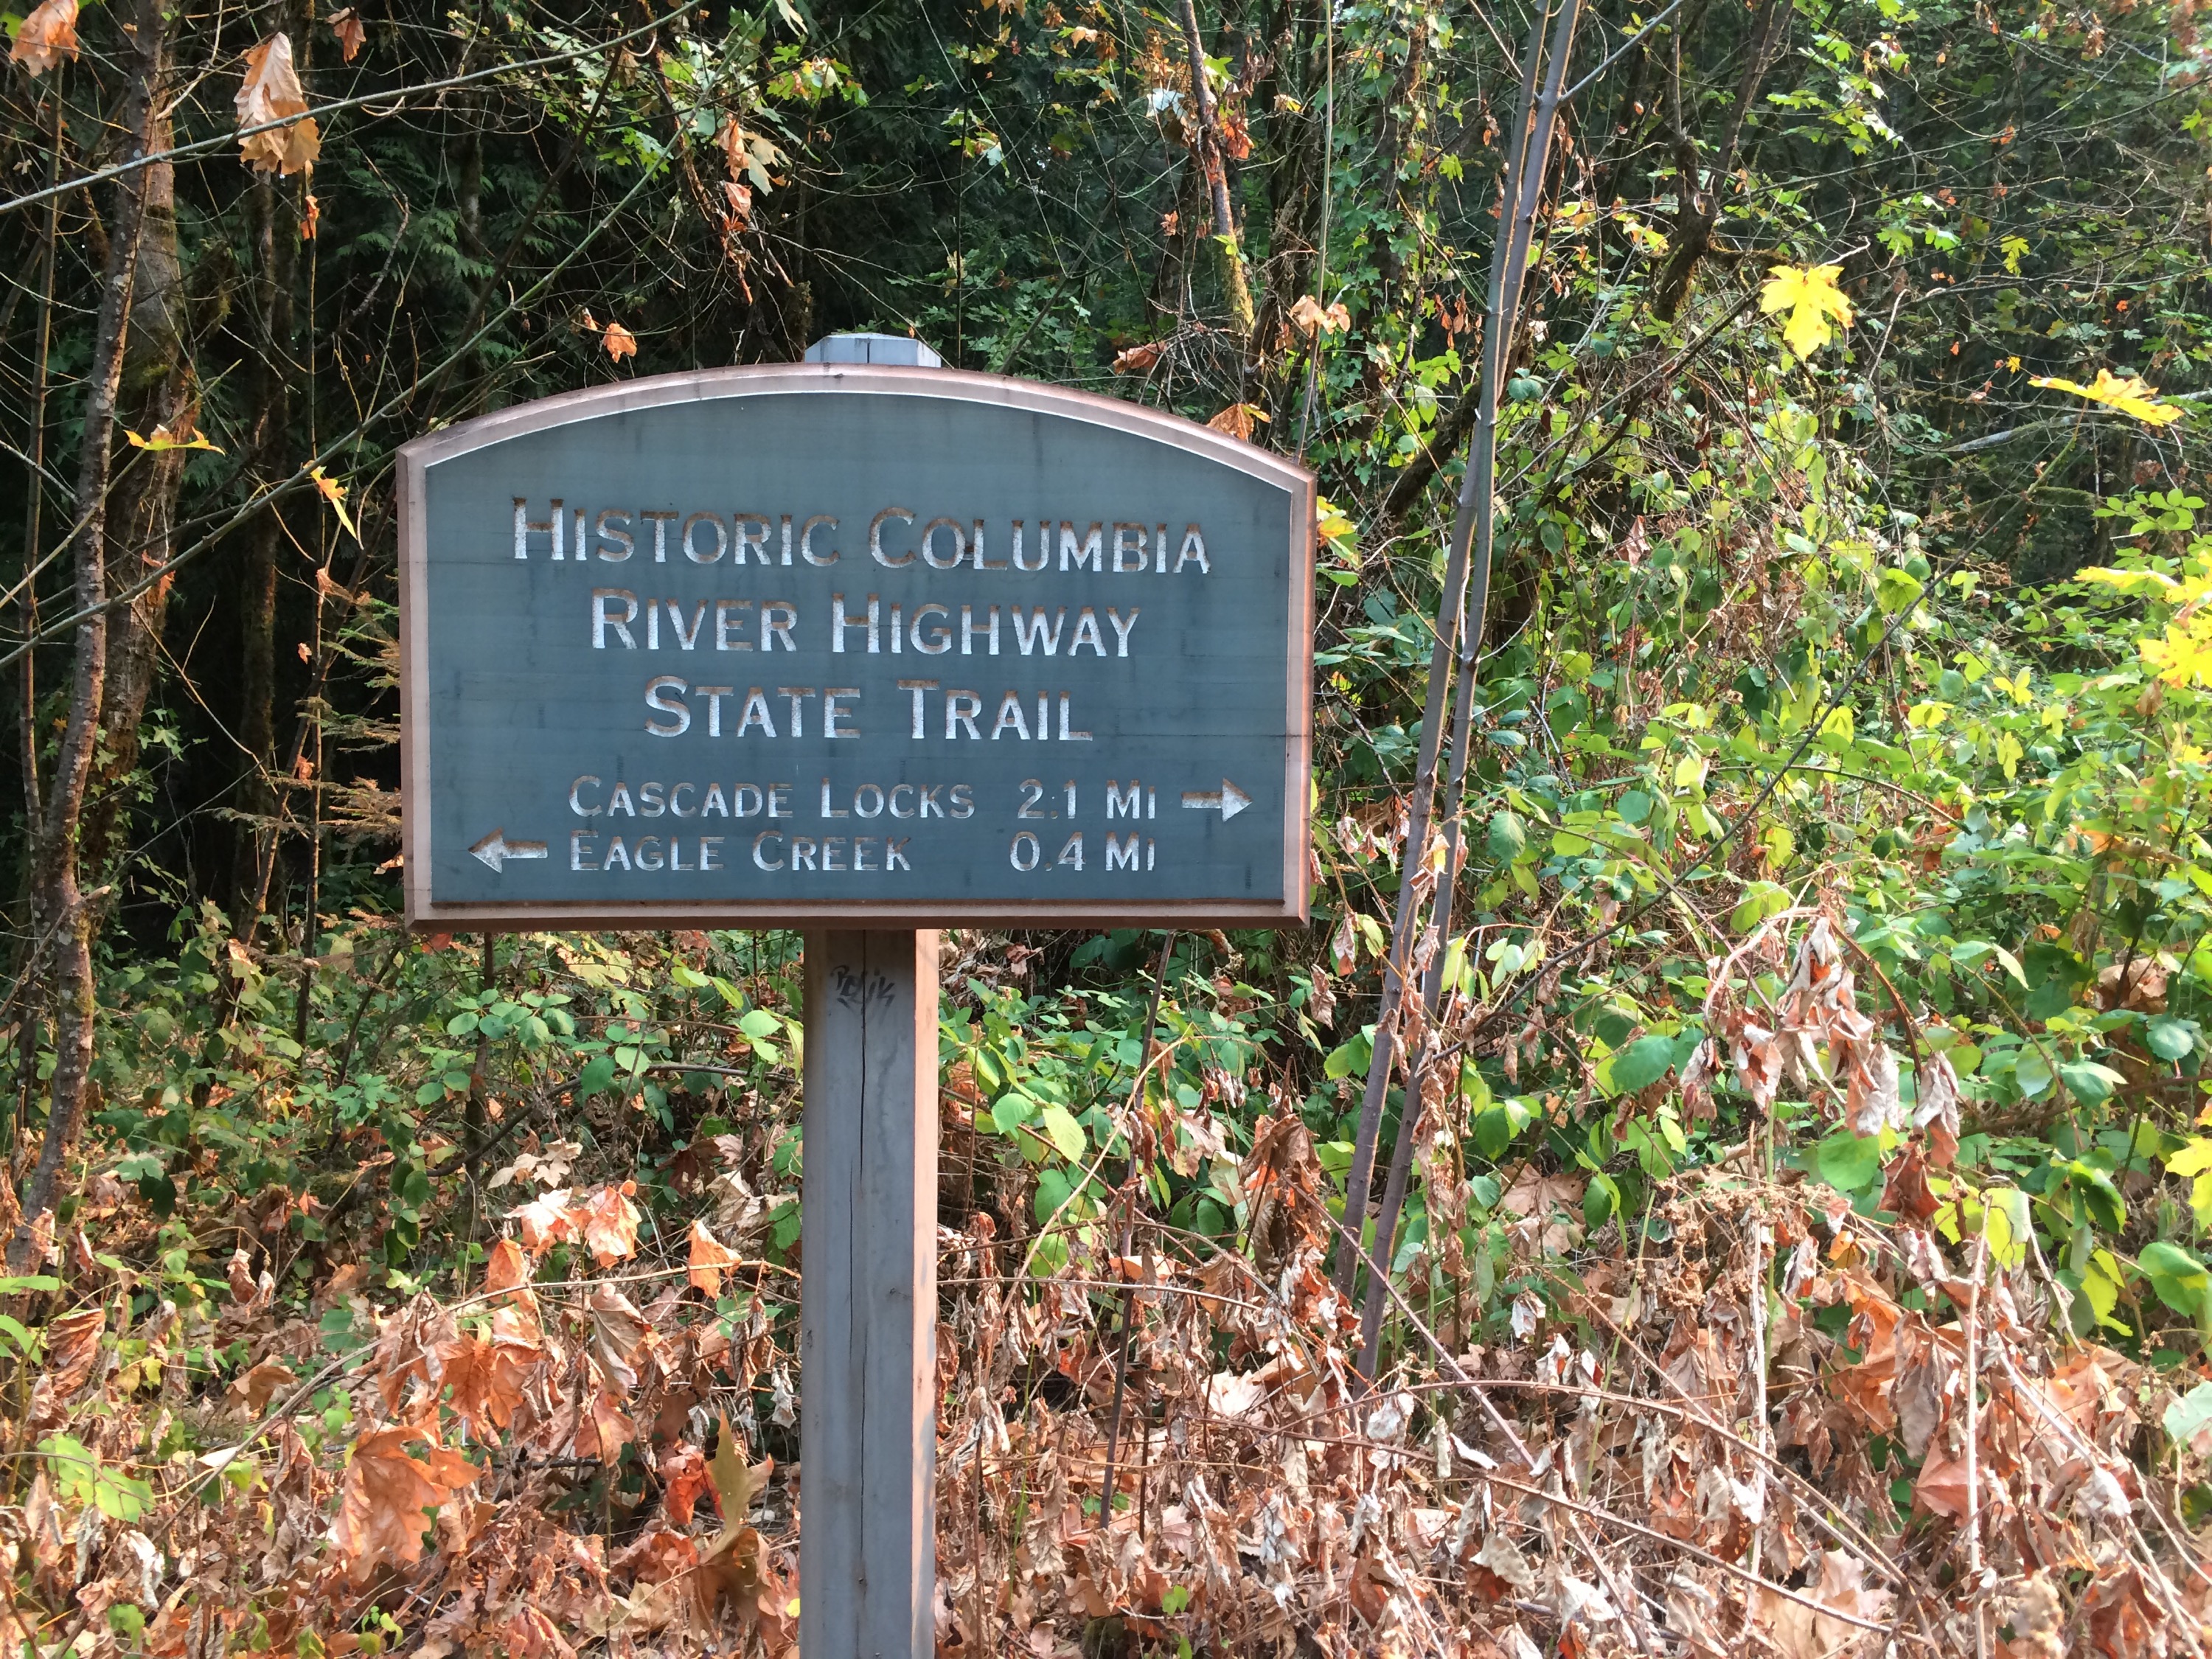 HISTORIC COLUMBIA
RIVER HIGHWAY
STATE TRAIL
CASCADE LOCKS 2.1 MI →
← EAGLE CREEK 0.4 MI